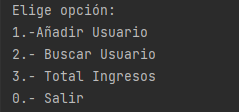 Elige opción:
1.-Añadir Usuario
2.- Buscar Usuario
3.- Total Ingresos
0.- Salir